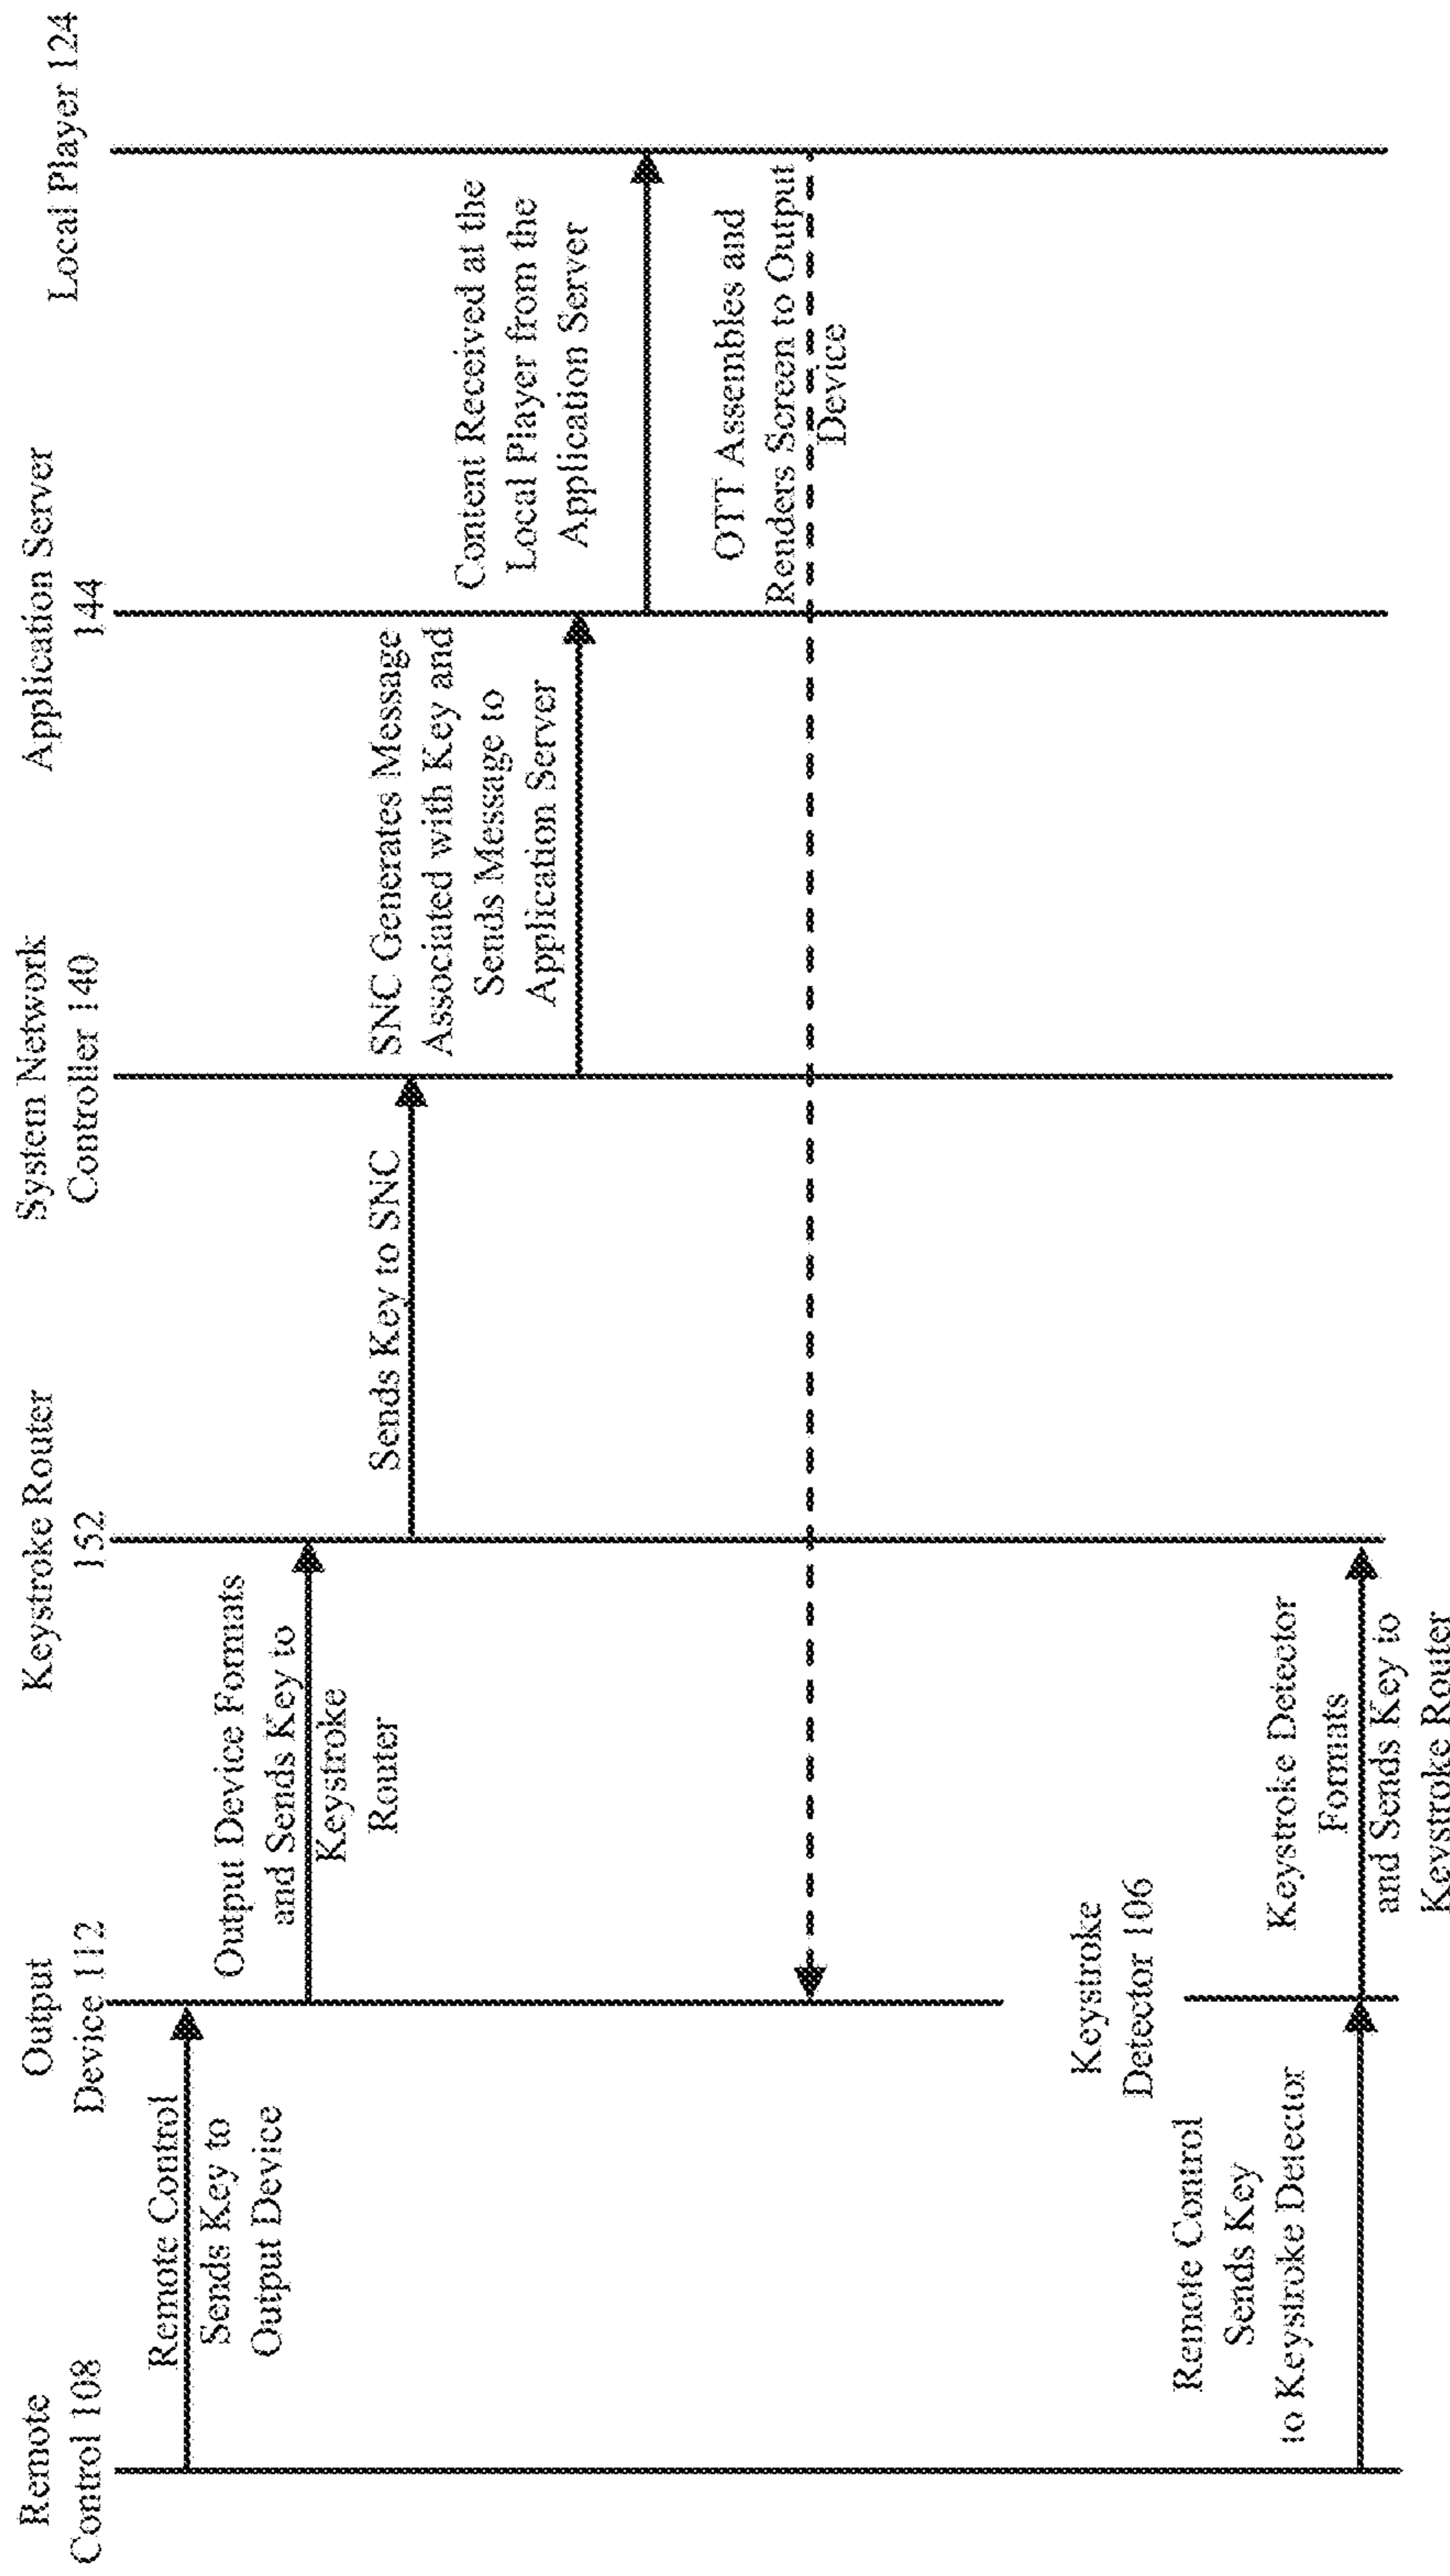 Remote
Control 108
Output
Device 112
Keystroke Router
152
System Network
Controller 140
Application Server
144
Local Player 124
Remote Control
Sends Key to
Output Device
Output Device Formats
and Sends Key to
Keystroke
Router
Sends Key to SNC
SNC Generates Message
Associated with Key and
Sends Message to
Application Server
Content Received at the
Local Player from the
Application Server
OTT Assembles and
Renders Screen to Output
Device
Keystroke
Detector 106
Remote Control
Sends Key
to Keystroke Detector
Keystroke Detector
Formats
and Sends Key to
Keystroke Router